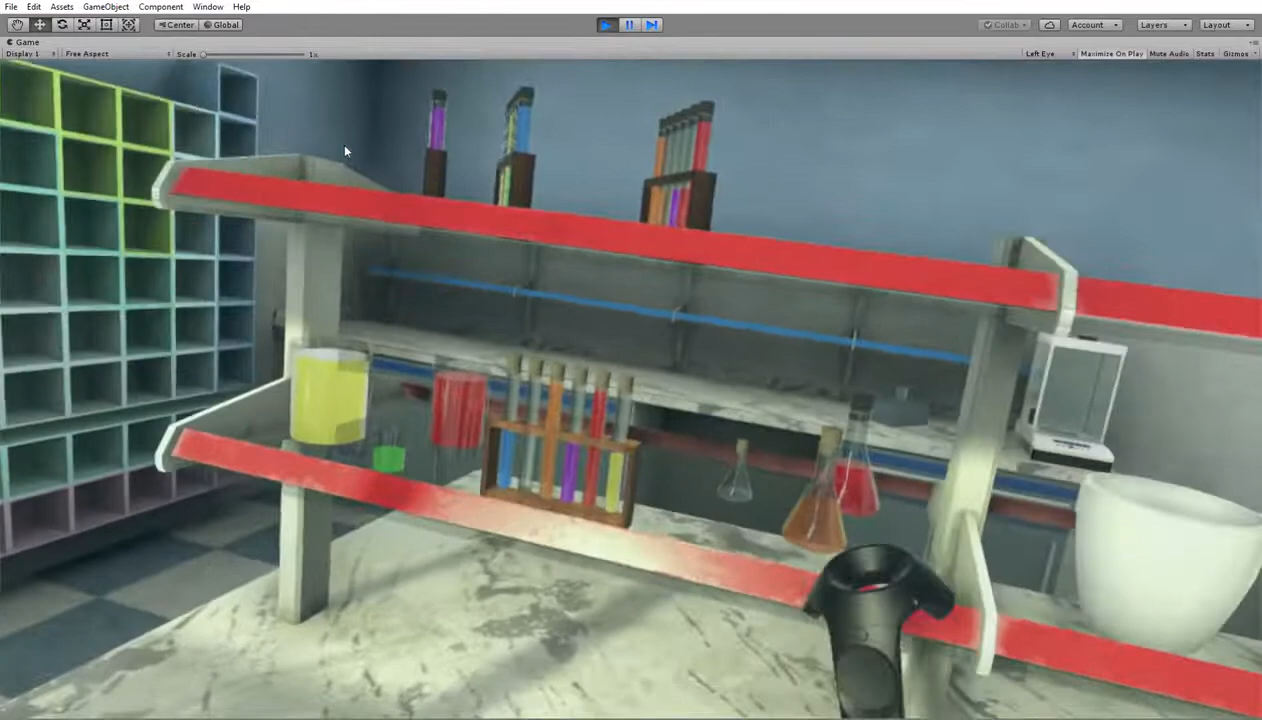 File Edit Assets GameObject Component Window Help
Center Global Collab Account Layers Layout
Game
Display 1 Free Aspect Scale 1x Left Eye Maximize On Play Mute Audio Stats Gizmos